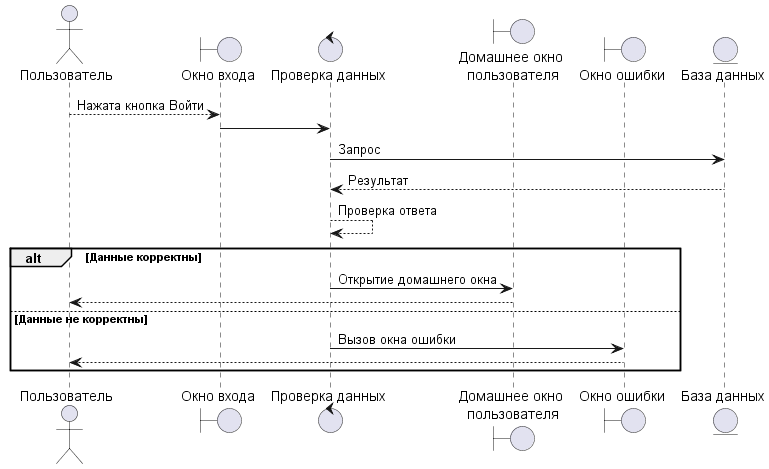 Пользователь
Окно входа
Проверка данных
Домашнее окно
пользователя
Окно ошибки
База данных
Нажата кнопка Войти
Запрос
Результат
Проверка ответа
alt
[Данные корректны]
Открытие домашнего окна
[Данные не корректны]
Вызов окна ошибки
Пользователь
Окно входа
Проверка данных
Домашнее окно
пользователя
Окно ошибки
База данных